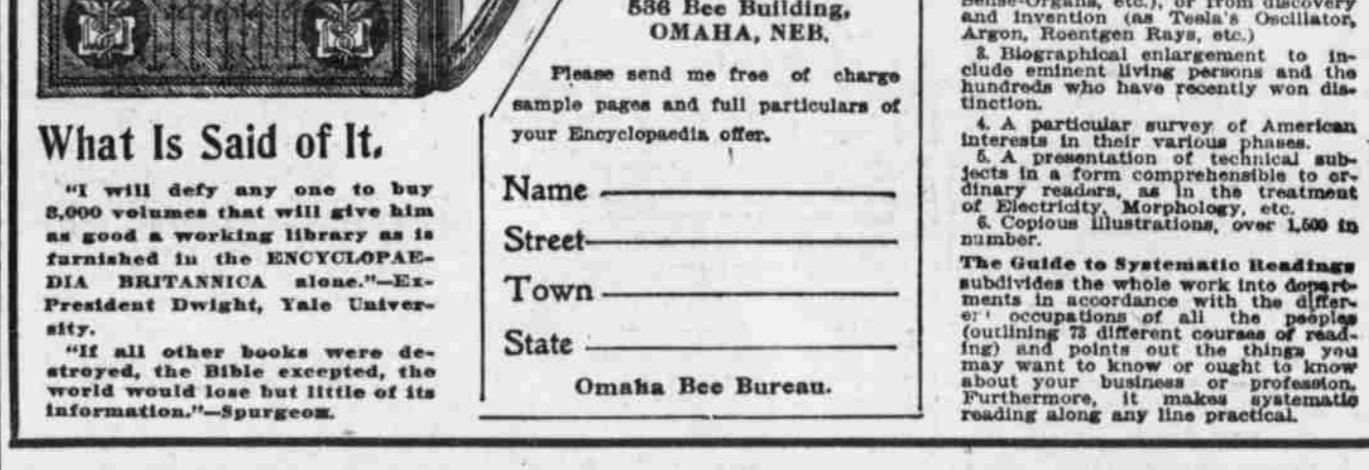 What Is Said of It.
"I will defy any one to buy
8,000 volumes that will give him
as good a working library as is
furnished in the ENCYCLOPAE-
DIA BRITANNICA alone."—Ex-
President Dwight, Yale Univer-
sity.
"If all other books were de-
stroyed, the Bible excepted, the
world would lose but little of its
information."—Spurgeon.
536 Bee Building,
OMAHA, NEB.
Please send me free of charge
sample pages and full particulars of
your Encyclopaedia offer.
Name
Street
Town
State
Omaha Bee Bureau.
Sense-Organs, etc.), or from discovery
and invention (as Tesla's Oscillator,
Argon, Roentgen Rays, etc.)
3. Biographical enlargement to in-
clude eminent living persons and the
hundreds who have recently won dis-
tinction.
4. A particular survey of American
interests in their various phases.
5. A presentation of technical sub-
jects in a form comprehensible to or-
dinary readers, as in the treatment
of Electricity, Morphology, etc.
6. Copious illustrations, over 1,500 in
number.
The Guide to Systematic Readings
subdivides the whole work into depart-
ments in accordance with the differ-
occupations of all the peoples
(outlining 73 different courses of read-
ing) and points out the things you
may want to know or ought to know
about your business or profession.
Furthermore, it makes systematic
reading along any line practical.